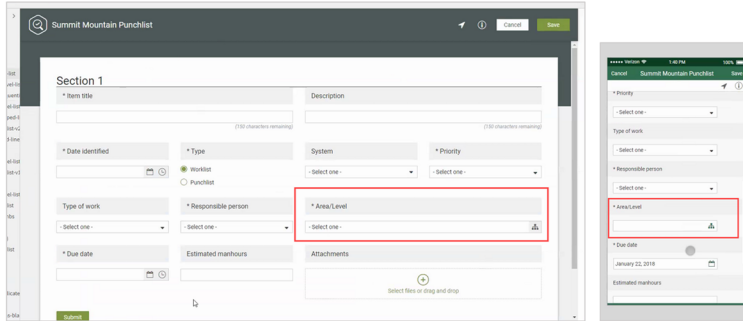 Summit Mountain Punchlist
Cancel
Save
Section 1
* Item title
Description
(150 characters remaining)
(150 characters remaining)
* Date identified
* Type
System
* Priority
Worklist
Punchlist
- Select one -
- Select one -
Type of work
* Responsible person
* Area/Level
- Select one -
- Select one -
- Select one -
* Due date
Estimated manhours
Attachments
Select files or drag and drop
Submit
Verizon
1:40 PM
100%
Cancel
Summit Mountain Punchlist
Save
* Priority
- Select one -
Type of work
- Select one -
* Responsible person
- Select one -
* Area/Level
* Due date
January 22, 2018
Estimated manhours